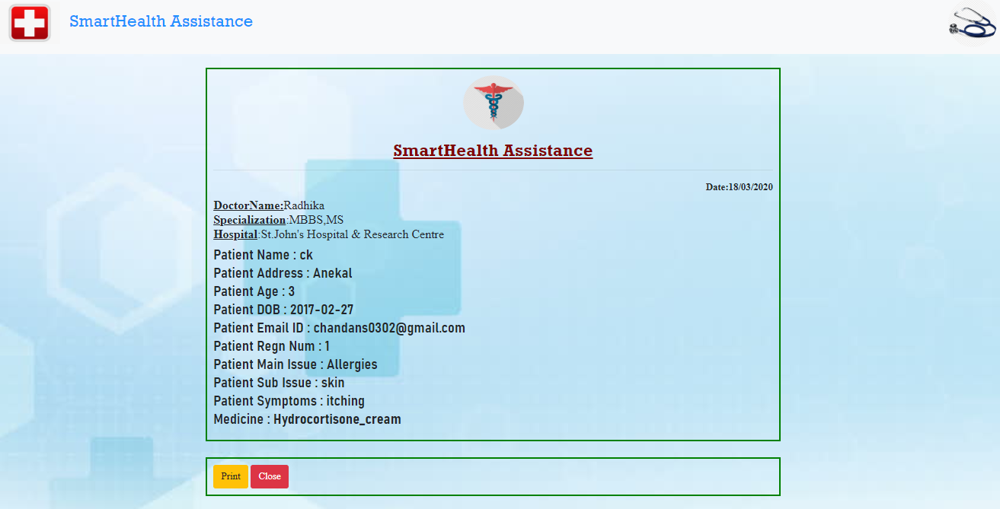 SmartHealth Assistance
SmartHealth Assistance
Date:18/03/2020
DoctorName:Radhika
Specialization:MBBS,MS
Hospital:St.John's Hospital & Research Centre
Patient Name : ck
Patient Address : Anekal
Patient Age : 3
Patient DOB : 2017-02-27
Patient Email ID : chandans0302@gmail.com
Patient Regn Num : 1
Patient Main Issue : Allergies
Patient Sub Issue : skin
Patient Symptoms : itching
Medicine : Hydrocortisone_cream
Print Close